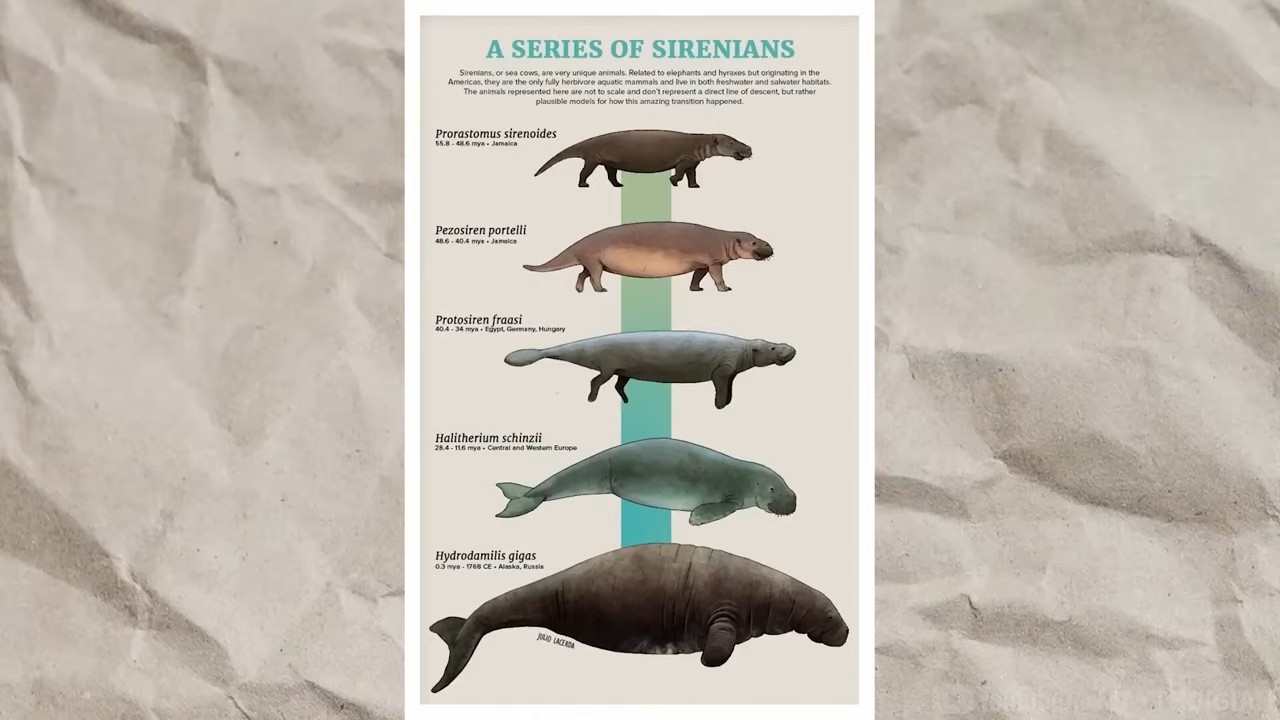 A SERIES OF SIRENIANS
Sirenians, or sea cows, are very unique animals. Related to elephants and hyraxes but originating in the
Americas, they are the only fully herbivore aquatic mammals and live in both freshwater and salwater habitats.
The animals represented here are not to scale and don't represent a direct line of descent, but rather
plausible models for how this amazing transition happened.
Prorastomus sirenoides
55.8 - 48.6 mya • Jamaica
Pezosiren portelli
48.6 - 40.4 mya • Jamaica
Protosiren fraasi
40.4 - 34 mya • Egypt, Germany, Hungary
Halitherium schinzii
28.4 - 11.6 mya • Central and Western Europe
Hydrodamilis gigas
0.3 mya - 1768 CE • Alaska, Russia
JULIO LACERDA